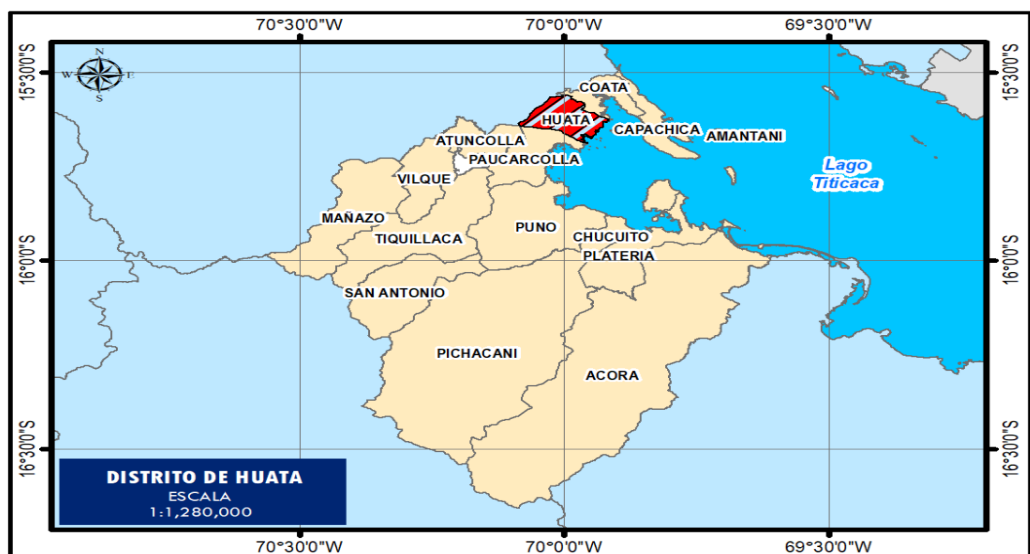 70°30'0"W 70°0'0"W 69°30'0"W
15°30'0"S 15°30'0"S
N
W E
S
COATA
HUATA
CAPACHICA
AMANTANI
ATUNCOLLA
PAUCARCOLLA
Lago
Titicaca
VILQUE
MAÑAZO
PUNO
TIQUILLACA
CHUCUITO
PLATERIA
16°0'0"S 16°0'0"S
SAN ANTONIO
PICHACANI
ACORA
16°30'0"S 16°30'0"S
DISTRITO DE HUATA
ESCALA
1:1,280,000
70°30'0"W 70°0'0"W 69°30'0"W